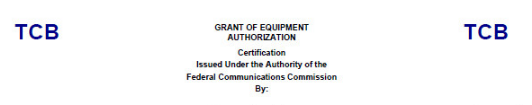 TCB
GRANT OF EQUIPMENT
AUTHORIZATION
TCB
Certification
Issued Under the Authority of the
Federal Communications Commission
By: